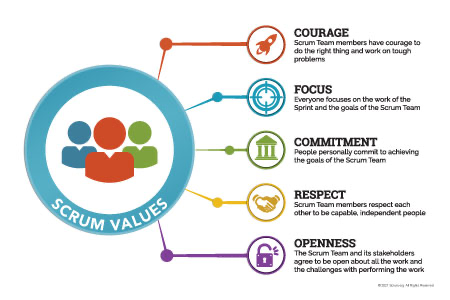 COURAGE
Scrum Team members have courage to
do the right thing and work on tough
problems
FOCUS
Everyone focuses on the work of the
Sprint and the goals of the Scrum Team
COMMITMENT
People personally commit to achieving
the goals of the Scrum Team
RESPECT
Scrum Team members respect each
other to be capable, independent people
OPENNESS
The Scrum Team and its stakeholders
agree to be open about all the work and
the challenges with performing the work
SCRUM VALUES
All Rights Reserved.